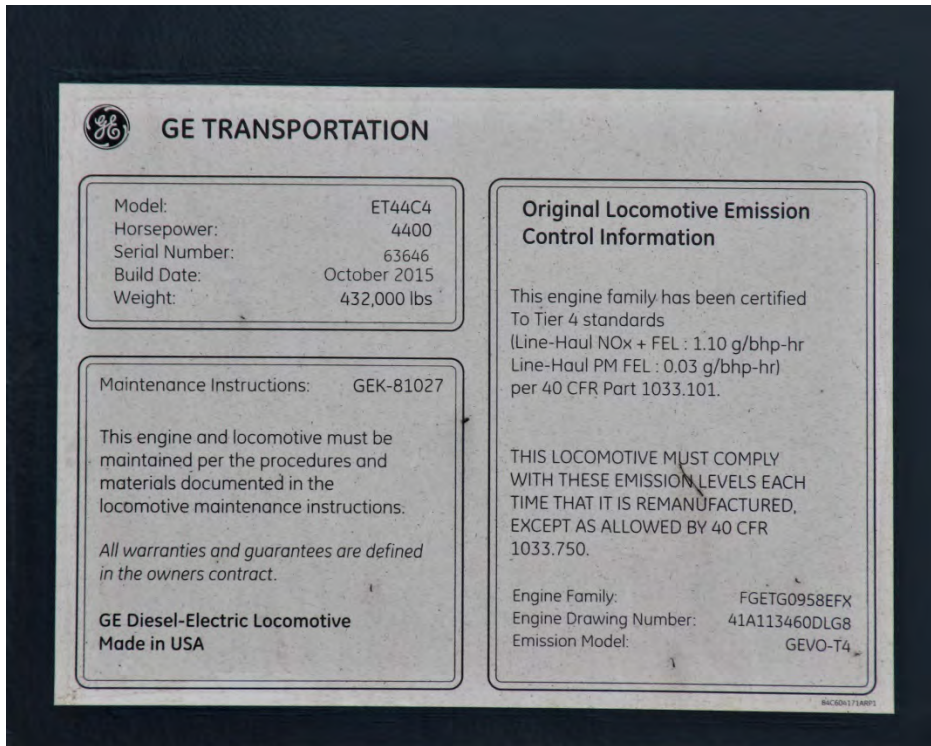 GE GE TRANSPORTATION
Model: ET44C4
Horsepower: 4400
Serial Number: 63646
Build Date: October 2015
Weight: 432,000 lbs
Maintenance Instructions: GEK-81027
This engine and locomotive must be
maintained per the procedures and
materials documented in the
locomotive maintenance instructions.
All warranties and guarantees are defined
in the owners contract.
GE Diesel-Electric Locomotive
Made in USA
Original Locomotive Emission
Control Information
This engine family has been certified
To Tier 4 standards
(Line-Haul NOx + FEL : 1.10 g/bhp-hr
Line-Haul PM FEL : 0.03 g/bhp-hr)
per 40 CFR Part 1033.101.
THIS LOCOMOTIVE MUST COMPLY
WITH THESE EMISSION LEVELS EACH
TIME THAT IT IS REMANUFACTURED,
EXCEPT AS ALLOWED BY 40 CFR
1033.750.
Engine Family: FGETG0958EFX
Engine Drawing Number: 41A113460DLG8
Emission Model: GEVO-T4